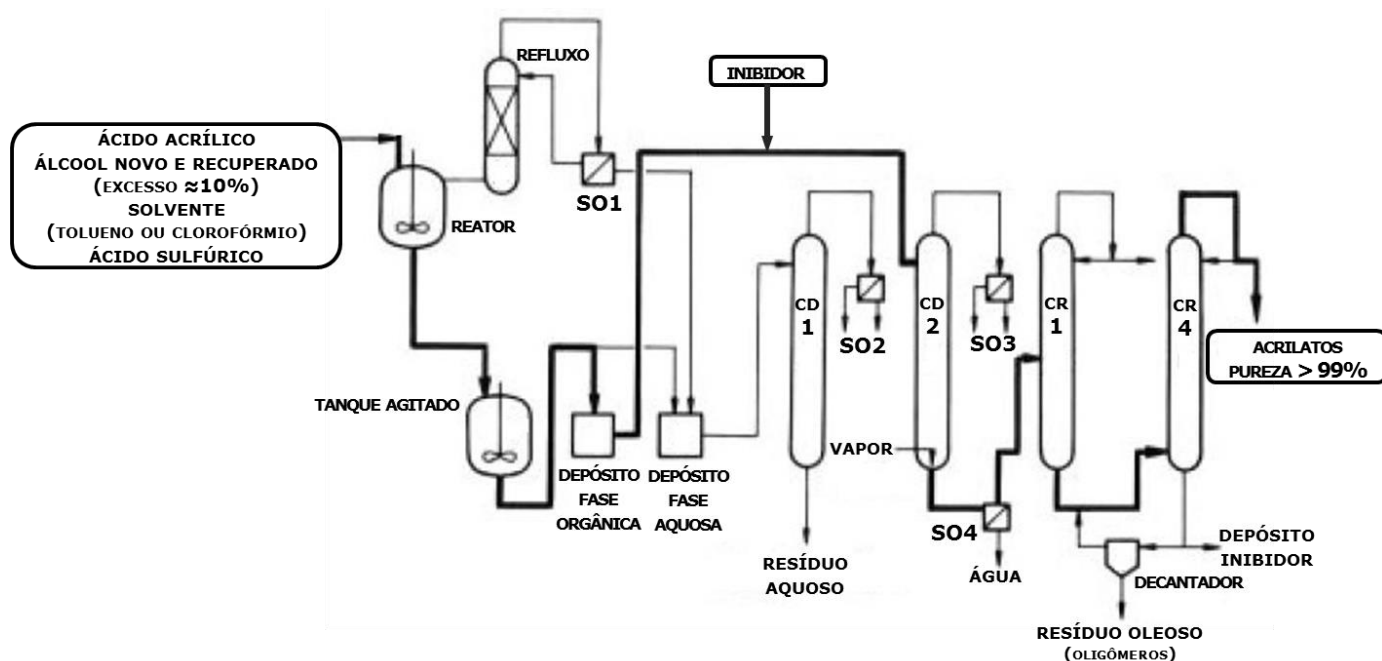 REFLUXO
INIBIDOR
ÁCIDO ACRÍLICO
ÁLCOOL NOVO E RECUPERADO
(EXCESSO ≈10%)
SOLVENTE
(TOLUENO OU CLOROFÓRMIO)
ÁCIDO SULFÚRICO
REATOR
SO1
CD
1
SO2
CD
2
SO3
CR
1
CR
4
ACRILATOS
PUREZA > 99%
TANQUE AGITADO
DEPÓSITO
FASE
ORGÂNICA
DEPÓSITO
FASE
AQUOSA
VAPOR
SO4
RESÍDUO
AQUOSO
ÁGUA
DECANTADOR
DEPÓSITO
INIBIDOR
RESÍDUO OLEOSO
(OLIGÔMEROS)